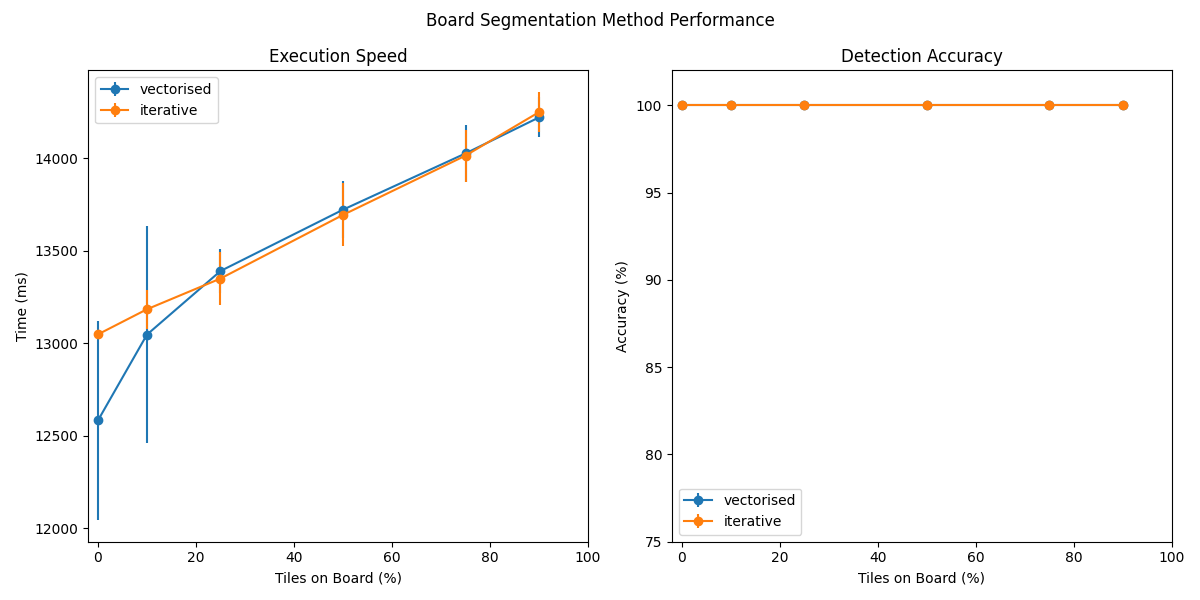 Board Segmentation Method Performance
Execution Speed
vectorised
iterative
14000
13500
13000
12500
12000
Time (ms)
0 20 40 60 80 100
Tiles on Board (%)
Detection Accuracy
100
95
90
85
80
75
Accuracy (%)
vectorised
iterative
0 20 40 60 80 100
Tiles on Board (%)